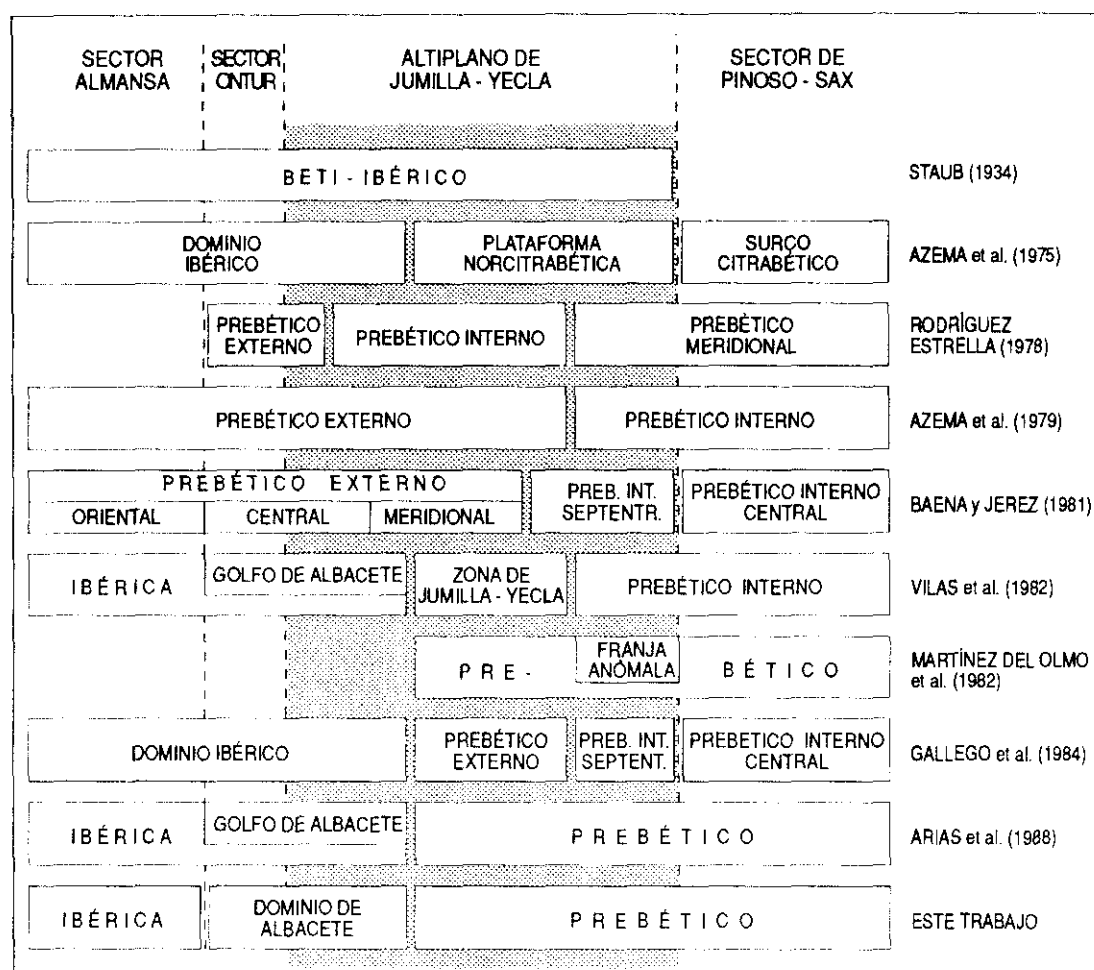 SECTOR ALMANSA
SECTOR ONTUR
ALTIPLANO DE JUMILLA - YECLA
SECTOR DE PINOSO - SAX
BETI - IBÉRICO
STAUB (1934)
DOMINIO IBÉRICO
PLATAFORMA NORCITRABÉTICA
SURCO CITRABÉTICO
AZEMA et al. (1975)
PREBÉTICO EXTERNO
PREBÉTICO INTERNO
PREBÉTICO MERIDIONAL
RODRÍGUEZ ESTRELLA (1978)
PREBÉTICO EXTERNO
PREBÉTICO INTERNO
AZEMA et al. (1979)
PREBÉTICO EXTERNO
ORIENTAL
CENTRAL
MERIDIONAL
PREB. INT. SEPTENTR.
PREBÉTICO INTERNO CENTRAL
BAENA y JEREZ (1981)
IBÉRICA
GOLFO DE ALBACETE
ZONA DE JUMILLA - YECLA
PREBÉTICO INTERNO
VILAS et al. (1982)
PRE-
FRANJA ANÓMALA
BÉTICO
MARTÍNEZ DEL OLMO et al. (1982)
DOMINIO IBÉRICO
PREBÉTICO EXTERNO
PREB. INT. SEPTENT.
PREBETICO INTERNO CENTRAL
GALLEGO et al. (1984)
IBÉRICA
GOLFO DE ALBACETE
PREBÉTICO
ARIAS et al. (1988)
IBÉRICA
DOMINIO DE ALBACETE
PREBÉTICO
ESTE TRABAJO